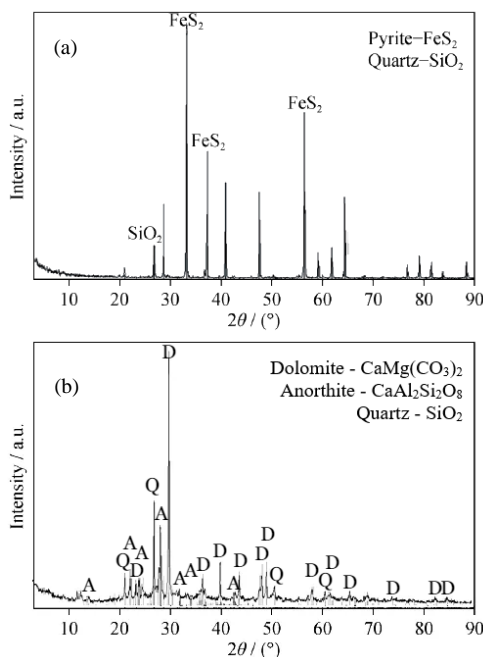 (a)
FeS₂
Pyrite–FeS₂
Quartz–SiO₂
FeS₂
FeS₂
SiO₂
Intensity / a.u.
10 20 30 40 50 60 70 80 90
2θ / (°)
(b)
D
Dolomite - CaMg(CO₃)₂
Anorthite - CaAl₂Si₂O₈
Quartz - SiO₂
Q
A
A
A
Q
D
A
A
A
D
D
D
A
D
D
Q
D
D
Q
D
D
DD
Intensity / a.u.
10 20 30 40 50 60 70 80 90
2θ / (°)